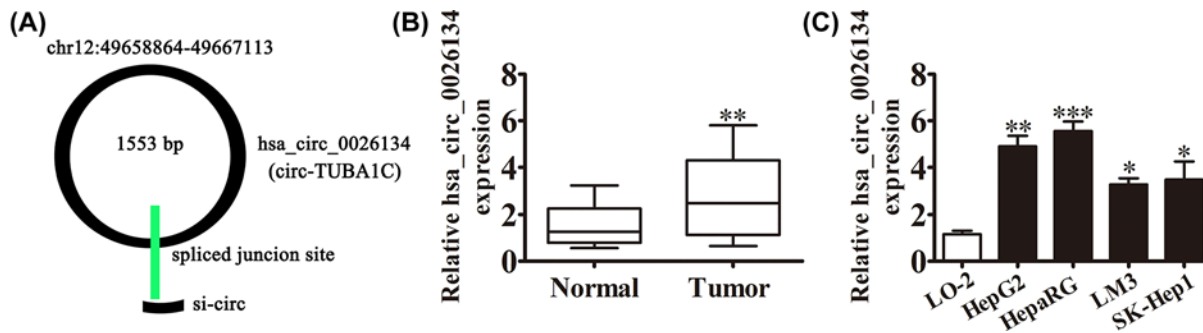 (A)
chr12:49658864-49667113
1553 bp
hsa_circ_0026134
(circ-TUBA1C)
spliced juncion site
si-circ
(B)
Relative hsa_circ_0026134
expression
8
6
4
2
0
**
Normal
Tumor
(C)
Relative hsa_circ_0026134
expression
8
6
4
2
0
**
***
*
*
LO-2
HepG2
HepaRG
LM3
SK-Hep1